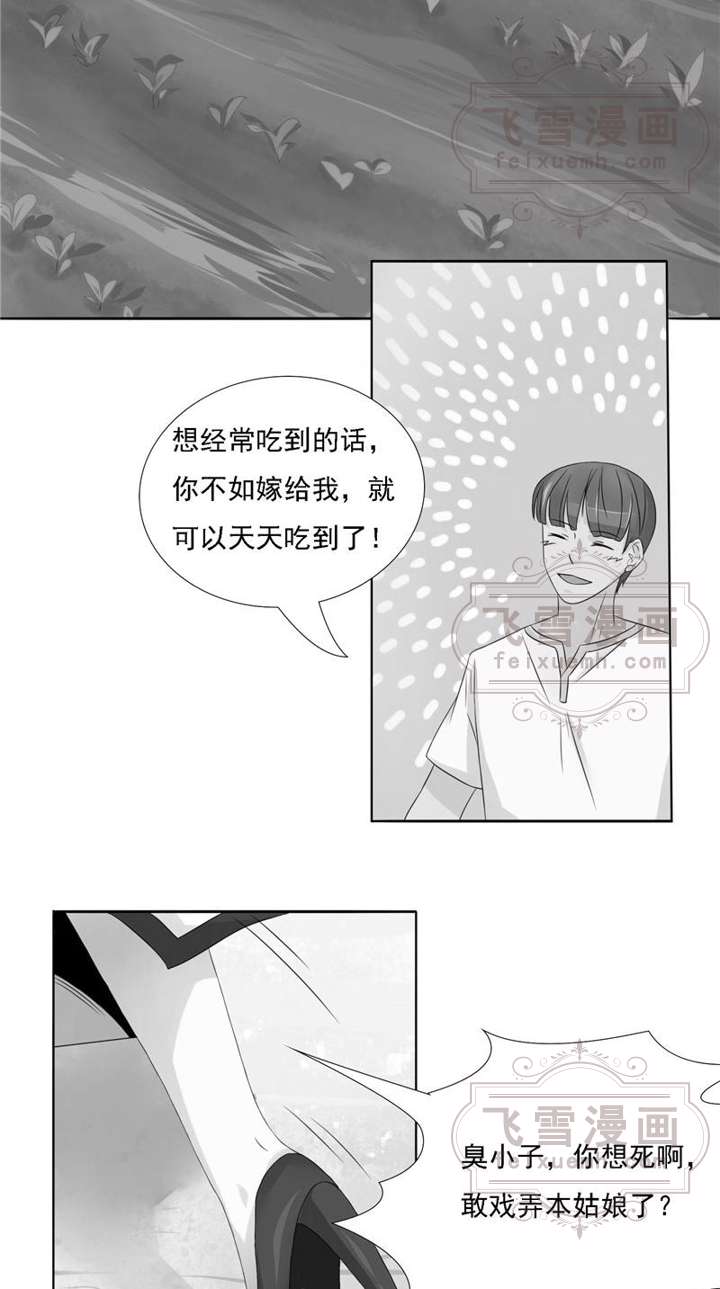 飞雪漫画
feixuemh.com
想经常吃到的话，
你不如嫁给我，就
可以天天吃到了！
飞雪漫画
feixuemh.com
飞雪漫画
feixuemh.com
臭小子，你想死啊，
敢戏弄本姑娘了？